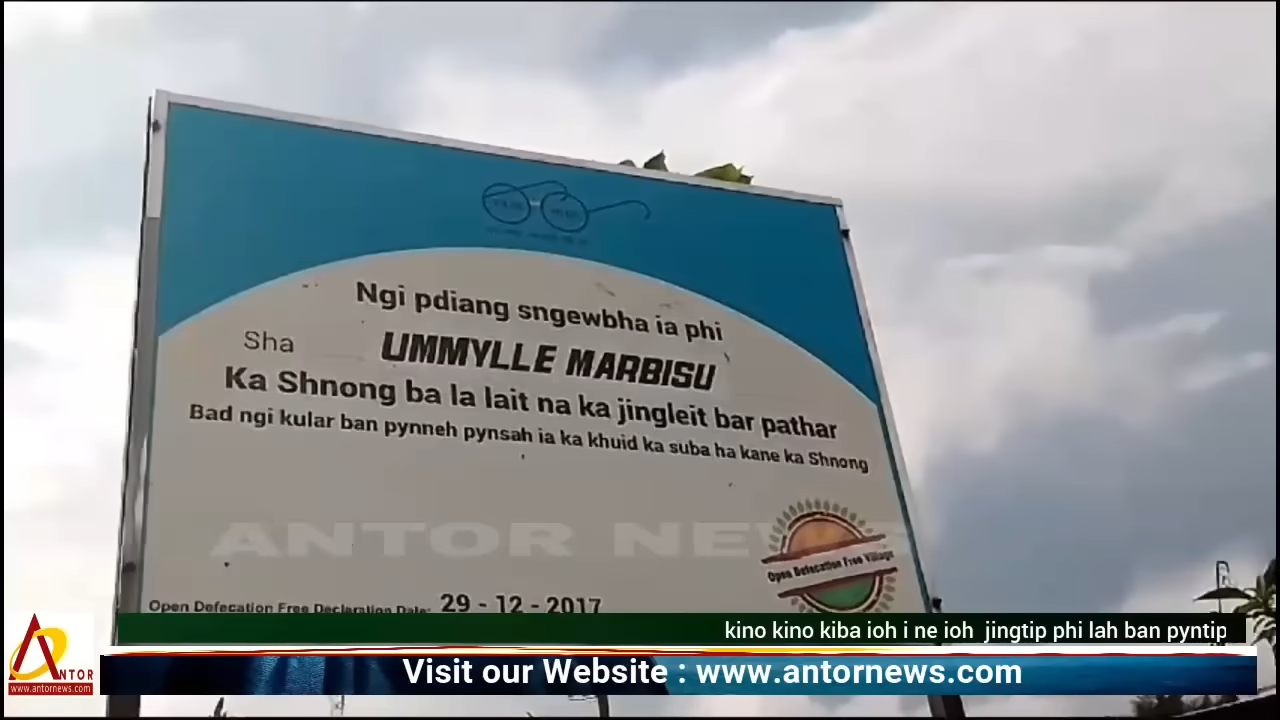 Ngi pdiang sngewbha ia phi
Sha UMMYLLE MARBISU
Ka Shnong ba la lait na ka jingleit bar pathar
Bad ngi kular ban pynneh pynsah ia ka khuid ka suba ha kane ka Shnong
ANTOR NEWS
Open Defecation Free Village
Open Defecation Free Declaration Date: 29 - 12 - 2017
kino kino kiba ioh i ne ioh jingtip phi lah ban pyntip
ANTOR
www.antornews.com
Visit our Website : www.antornews.com